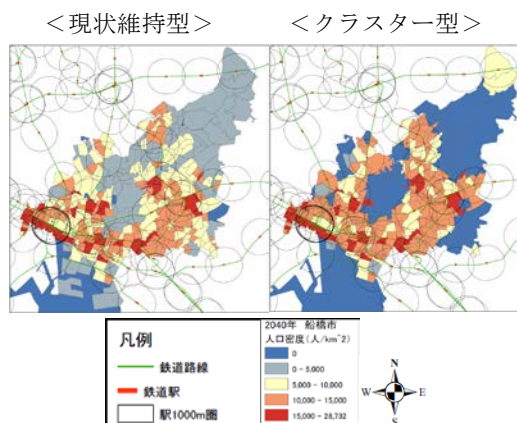 ＜現状維持型＞ ＜クラスター型＞
凡例
鉄道路線
鉄道駅
駅1000m圏
2040年 船橋市
人口密度(人/km^2)
0
0 - 5,000
5,000 - 10,000
10,000 - 15,000
15,000 - 28,732
N
W E
S